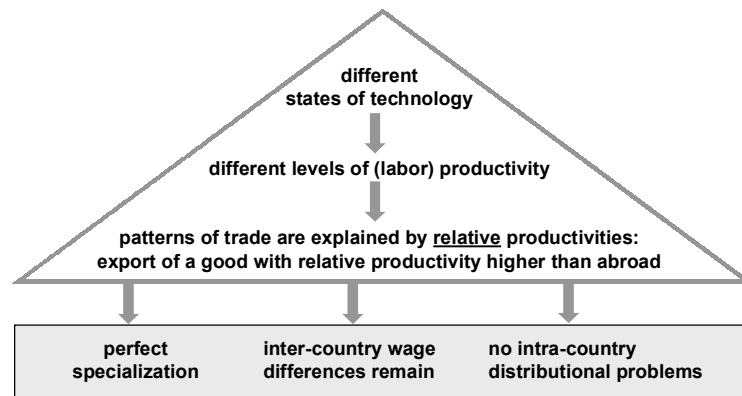 different
states of technology
different levels of (labor) productivity
patterns of trade are explained by relative productivities:
export of a good with relative productivity higher than abroad
perfect
specialization
inter-country wage
differences remain
no intra-country
distributional problems